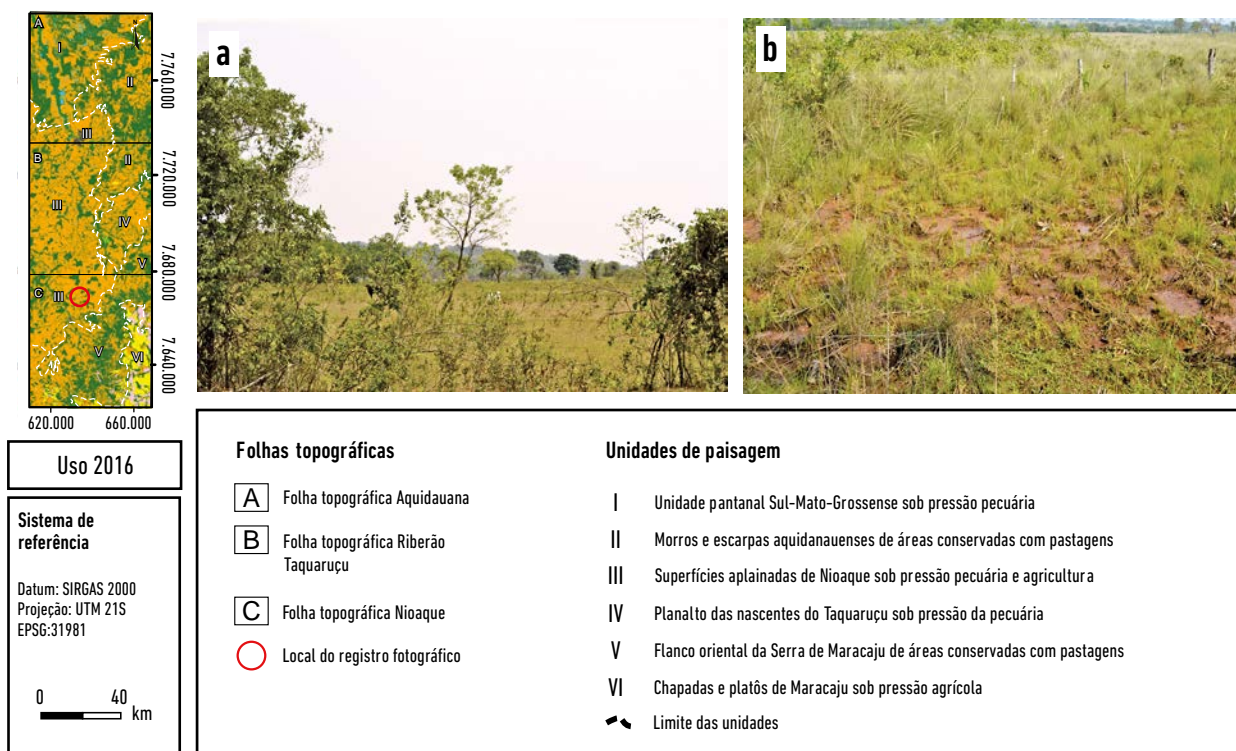 A
I
II
III
B
II
III
IV
V
C
III
V
VI
N
7.760.000
7.720.000
7.680.000
7.640.000
620.000 660.000
a
b
Uso 2016
Sistema de
referência
Datum: SIRGAS 2000
Projeção: UTM 21S
EPSG:31981
0 40
km
Folhas topográficas
A Folha topográfica Aquidauana
B Folha topográfica Riberão
Taquaruçu
C Folha topográfica Nioaque
Local do registro fotográfico
Unidades de paisagem
I Unidade pantanal Sul-Mato-Grossense sob pressão pecuária
II Morros e escarpas aquidanauenses de áreas conservadas com pastagens
III Superfícies aplainadas de Nioaque sob pressão pecuária e agricultura
IV Planalto das nascentes do Taquaruçu sob pressão da pecuária
V Flanco oriental da Serra de Maracaju de áreas conservadas com pastagens
VI Chapadas e platôs de Maracaju sob pressão agrícola
Limite das unidades